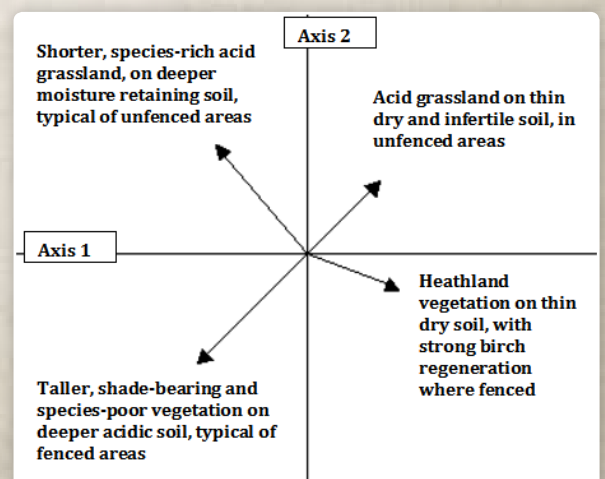 Axis 2
Shorter, species-rich acid
grassland, on deeper
moisture retaining soil,
typical of unfenced areas
Acid grassland on thin
dry and infertile soil, in
unfenced areas
Axis 1
Heathland
vegetation on thin
dry soil, with
strong birch
regeneration
where fenced
Taller, shade-bearing and
species-poor vegetation on
deeper acidic soil, typical of
fenced areas